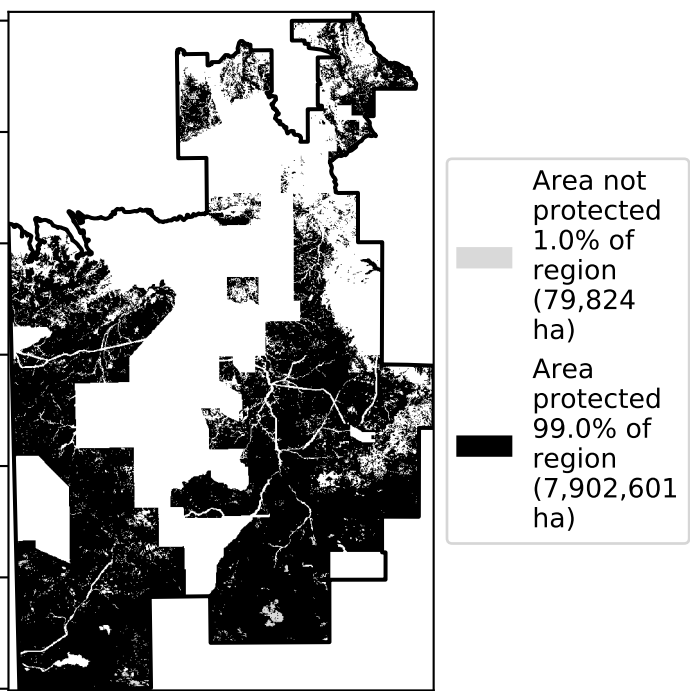 Area not
protected
1.0% of
region
(79,824
ha)
Area
protected
99.0% of
region
(7,902,601
ha)